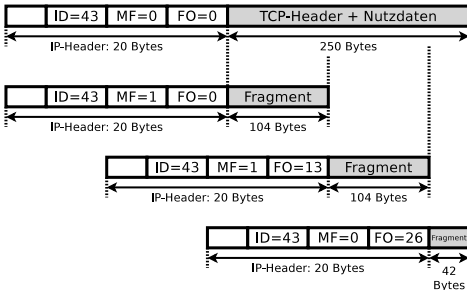 ID=43 MF=0 FO=0 TCP-Header + Nutzdaten
IP-Header: 20 Bytes 250 Bytes
ID=43 MF=1 FO=0 Fragment
IP-Header: 20 Bytes 104 Bytes
ID=43 MF=1 FO=13 Fragment
IP-Header: 20 Bytes 104 Bytes
ID=43 MF=0 FO=26 Fragment
IP-Header: 20 Bytes 42
Bytes